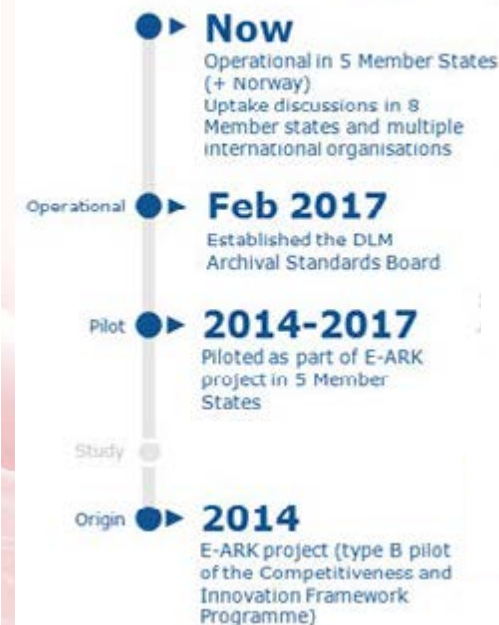 Now
Operational in 5 Member States
(+ Norway)
Uptake discussions in 8
Member states and multiple
international organisations
Operational
Feb 2017
Established the DLM
Archival Standards Board
Pilot
2014-2017
Piloted as part of E-ARK
project in 5 Member
States
Study
Origin
2014
E-ARK project (type B pilot
of the Competitiveness and
Innovation Framework
Programme)